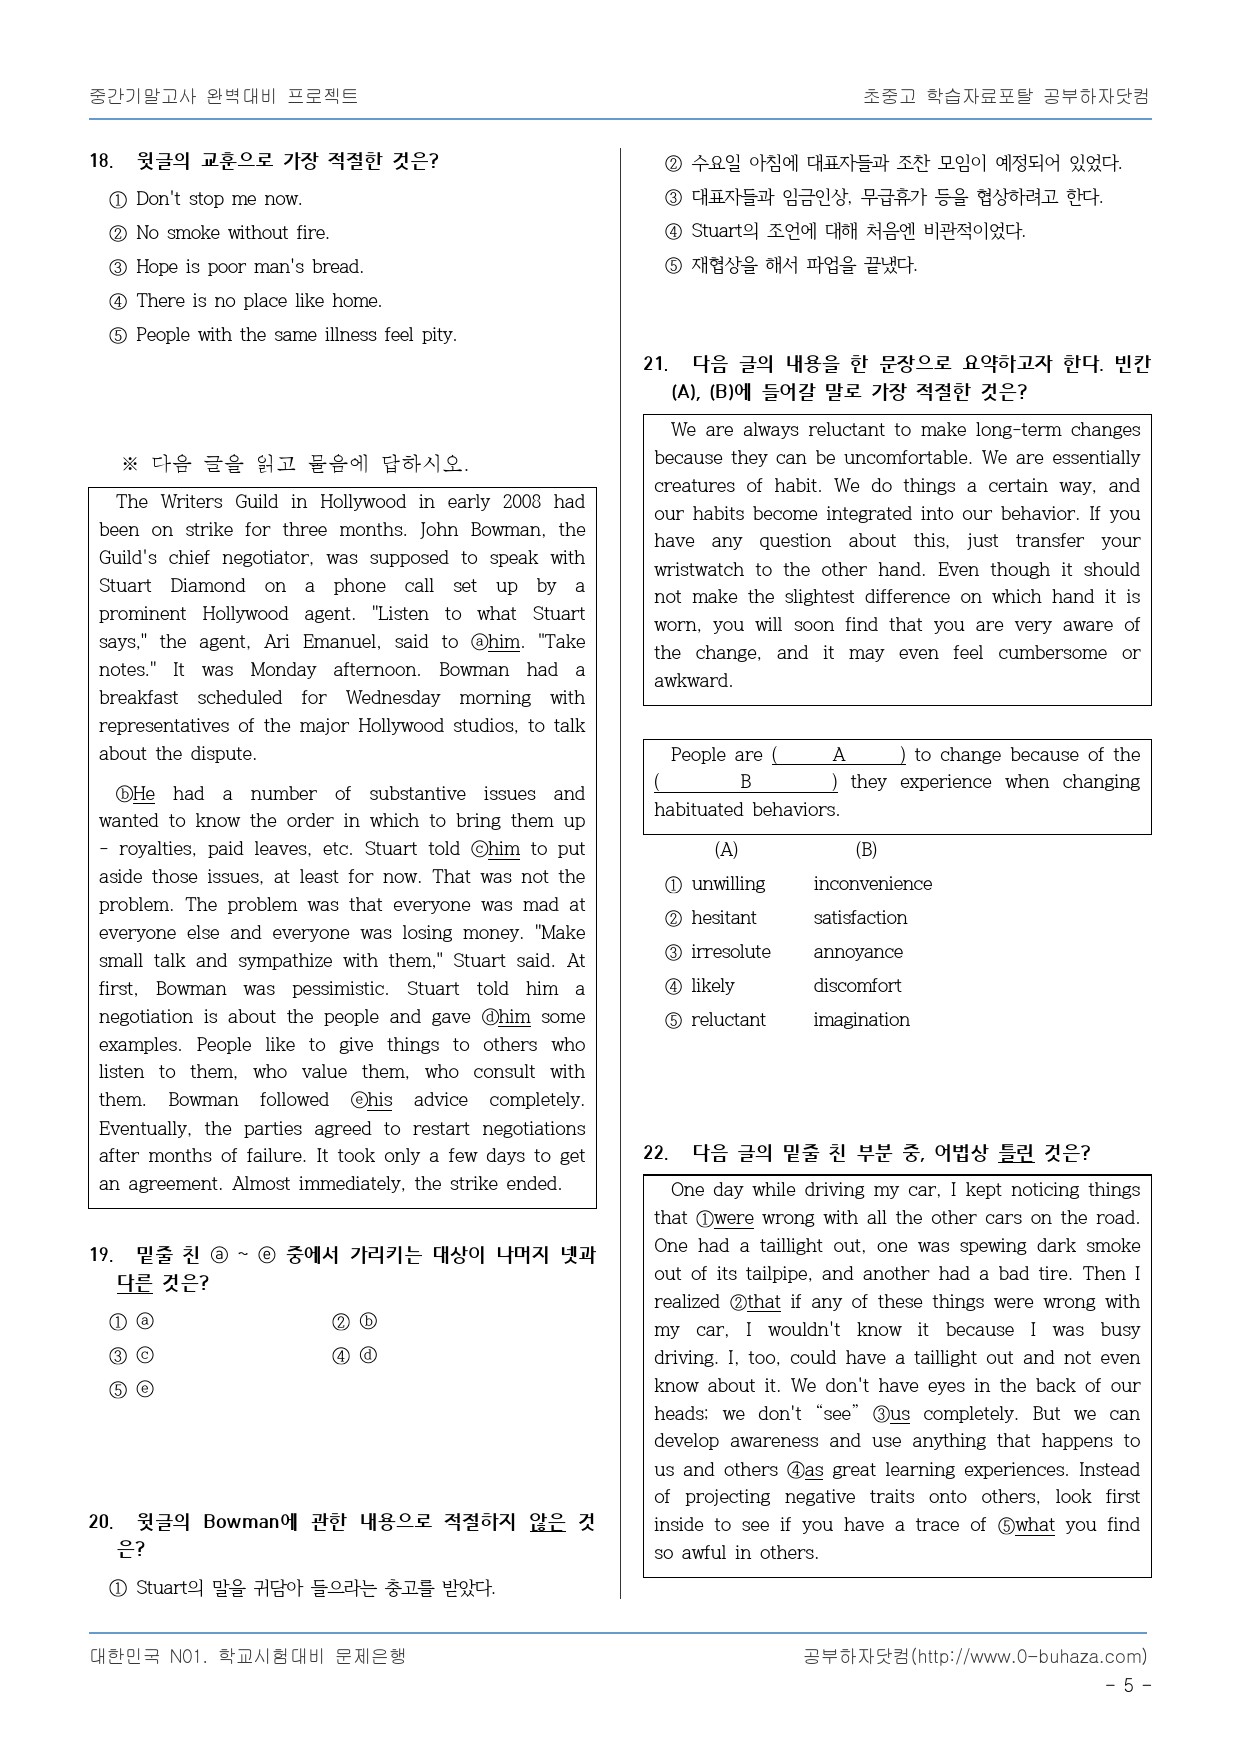 중간기말고사 완벽대비 프로젝트
초중고 학습자료포탈 공부하자닷컴
18. 윗글의 교훈으로 가장 적절한 것은?
① Don't stop me now.
② No smoke without fire.
③ Hope is poor man's bread.
④ There is no place like home.
⑤ People with the same illness feel pity.
※ 다음 글을 읽고 물음에 답하시오.
The Writers Guild in Hollywood in early 2008 had
been on strike for three months. John Bowman, the
Guild's chief negotiator, was supposed to speak with
Stuart Diamond on a phone call set up by a
prominent Hollywood agent. "Listen to what Stuart
says," the agent, Ari Emanuel, said to ⓐhim. "Take
notes." It was Monday afternoon. Bowman had a
breakfast scheduled for Wednesday morning with
representatives of the major Hollywood studios, to talk
about the dispute.
ⓑHe had a number of substantive issues and
wanted to know the order in which to bring them up
- royalties, paid leaves, etc. Stuart told ⓒhim to put
aside those issues, at least for now. That was not the
problem. The problem was that everyone was mad at
everyone else and everyone was losing money. "Make
small talk and sympathize with them," Stuart said. At
first, Bowman was pessimistic. Stuart told him a
negotiation is about the people and gave ⓓhim some
examples. People like to give things to others who
listen to them, who value them, who consult with
them. Bowman followed ⓔhis advice completely.
Eventually, the parties agreed to restart negotiations
after months of failure. It took only a few days to get
an agreement. Almost immediately, the strike ended.
19. 밑줄 친 ⓐ ~ ⓔ 중에서 가리키는 대상이 나머지 넷과
다른 것은?
① ⓐ ② ⓑ
③ ⓒ ④ ⓓ
⑤ ⓔ
20. 윗글의 Bowman에 관한 내용으로 적절하지 않은 것
은?
① Stuart의 말을 귀담아 들으라는 충고를 받았다.
② 수요일 아침에 대표자들과 조찬 모임이 예정되어 있었다.
③ 대표자들과 임금인상, 무급휴가 등을 협상하려고 한다.
④ Stuart의 조언에 대해 처음엔 비관적이었다.
⑤ 재협상을 해서 파업을 끝냈다.
21. 다음 글의 내용을 한 문장으로 요약하고자 한다. 빈칸
(A), (B)에 들어갈 말로 가장 적절한 것은?
We are always reluctant to make long-term changes
because they can be uncomfortable. We are essentially
creatures of habit. We do things a certain way, and
our habits become integrated into our behavior. If you
have any question about this, just transfer your
wristwatch to the other hand. Even though it should
not make the slightest difference on which hand it is
worn, you will soon find that you are very aware of
the change, and it may even feel cumbersome or
awkward.
People are ( A ) to change because of the
( B ) they experience when changing
habituated behaviors.
(A) (B)
① unwilling inconvenience
② hesitant satisfaction
③ irresolute annoyance
④ likely discomfort
⑤ reluctant imagination
22. 다음 글의 밑줄 친 부분 중, 어법상 틀린 것은?
One day while driving my car, I kept noticing things
that ①were wrong with all the other cars on the road.
One had a taillight out, one was spewing dark smoke
out of its tailpipe, and another had a bad tire. Then I
realized ②that if any of these things were wrong with
my car, I wouldn't know it because I was busy
driving. I, too, could have a taillight out and not even
know about it. We don't have eyes in the back of our
heads; we don't “see” ③us completely. But we can
develop awareness and use anything that happens to
us and others ④as great learning experiences. Instead
of projecting negative traits onto others, look first
inside to see if you have a trace of ⑤what you find
so awful in others.
대한민국 N01. 학교시험대비 문제은행
공부하자닷컴(http://www.0-buhaza.com)
- 5 -